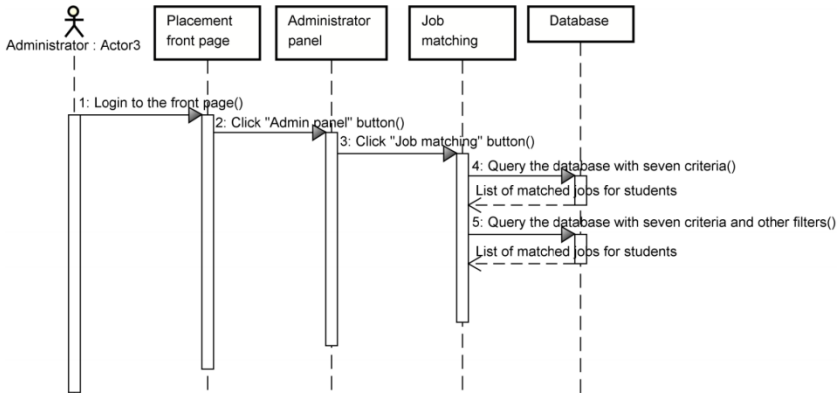 Placement
front page
Administrator
panel
Job
matching
Database
Administrator : Actor3
1: Login to the front page()
2: Click "Admin panel" button()
3: Click "Job matching" button()
4: Query the database with seven criteria()
List of matched jobs for students
5: Query the database with seven criteria and other filters()
List of matched jobs for students